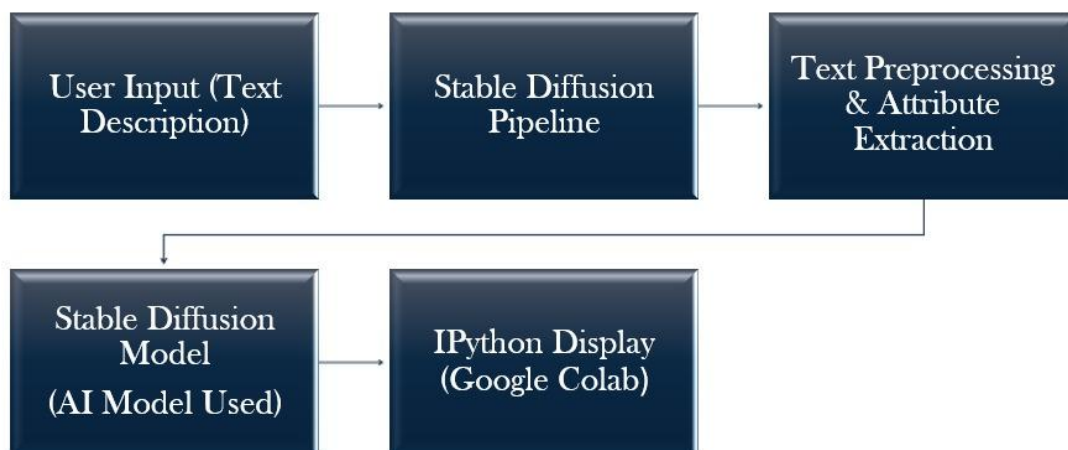 User Input (Text
Description)
Stable Diffusion
Pipeline
Text Preprocessing
& Attribute
Extraction
Stable Diffusion
Model
(AI Model Used)
IPython Display
(Google Colab)